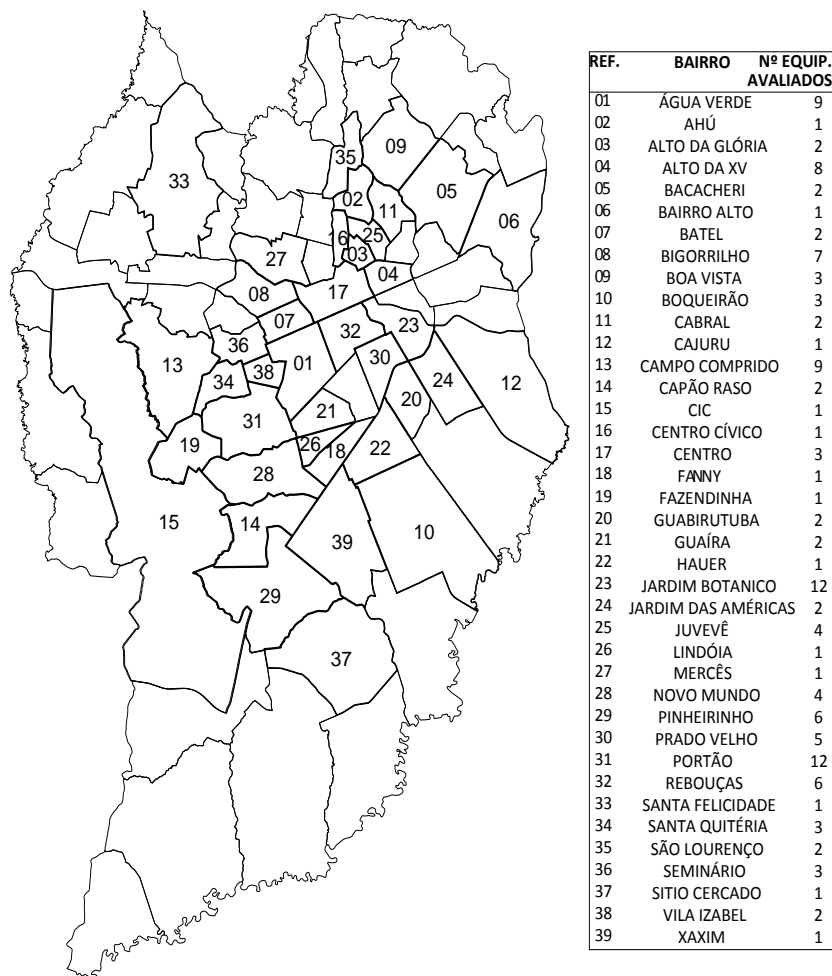 35
09
33
02
05
11
06
6
25
27
03
04
08
17
07
23
32
36
30
13
01
38
34
24
12
20
31
21
19
26
18
22
28
15
14
10
39
29
37
REF. BAIRRO Nº EQUIP. AVALIADOS
01 ÁGUA VERDE 9
02 AHÚ 1
03 ALTO DA GLÓRIA 2
04 ALTO DA XV 8
05 BACACHERI 2
06 BAIRRO ALTO 1
07 BATEL 2
08 BIGORRILHO 7
09 BOA VISTA 3
10 BOQUEIRÃO 3
11 CABRAL 2
12 CAJURU 1
13 CAMPO COMPRIDO 9
14 CAPÃO RASO 2
15 CIC 1
16 CENTRO CÍVICO 1
17 CENTRO 3
18 FANNY 1
19 FAZENDINHA 1
20 GUABIRUTUBA 2
21 GUAÍRA 2
22 HAUER 1
23 JARDIM BOTANICO 12
24 JARDIM DAS AMÉRICAS 2
25 JUVEVÊ 4
26 LINDÓIA 1
27 MERCÊS 1
28 NOVO MUNDO 4
29 PINHEIRINHO 6
30 PRADO VELHO 5
31 PORTÃO 12
32 REBOUÇAS 6
33 SANTA FELICIDADE 1
34 SANTA QUITÉRIA 3
35 SÃO LOURENÇO 2
36 SEMINÁRIO 3
37 SITIO CERCADO 1
38 VILA IZABEL 2
39 XAXIM 1